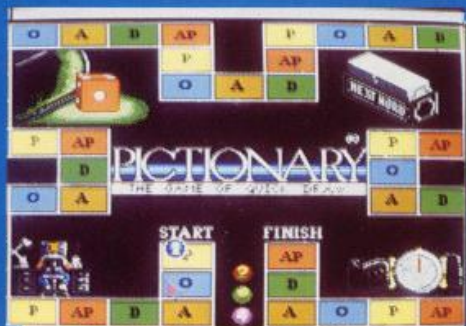 O A D AP P O A D
P AP
O A D
NEXT WORD
P AP P AP
D O
O A A D
PICTIONARY®
THE GAME OF QUICK DRAW
START FINISH
P AP
O D
?
P AP D A A O P AP